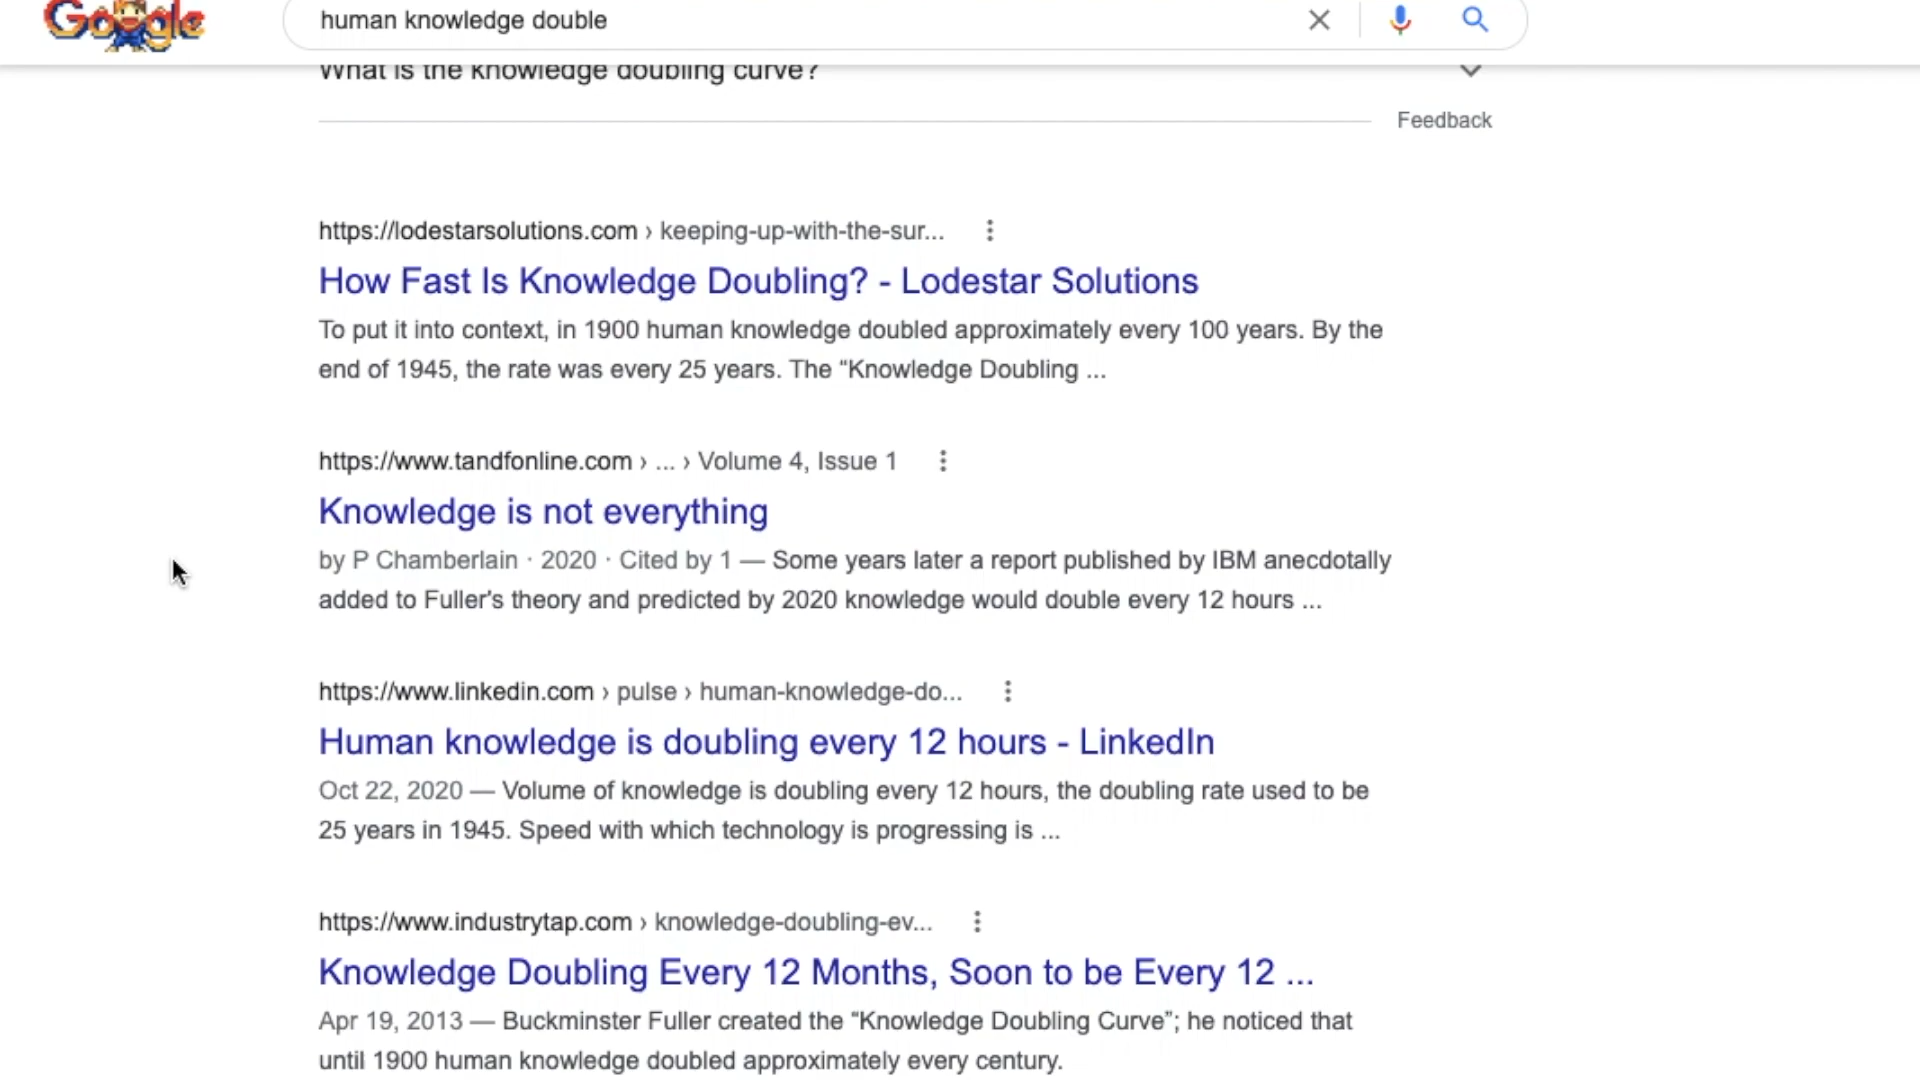 Google
human knowledge double
What is the knowledge doubling curve?
Feedback
https://lodestarsolutions.com › keeping-up-with-the-sur...
How Fast Is Knowledge Doubling? - Lodestar Solutions
To put it into context, in 1900 human knowledge doubled approximately every 100 years. By the
end of 1945, the rate was every 25 years. The “Knowledge Doubling ...
https://www.tandfonline.com › ... › Volume 4, Issue 1
Knowledge is not everything
by P Chamberlain · 2020 · Cited by 1 — Some years later a report published by IBM anecdotally
added to Fuller's theory and predicted by 2020 knowledge would double every 12 hours ...
https://www.linkedin.com › pulse › human-knowledge-do...
Human knowledge is doubling every 12 hours - LinkedIn
Oct 22, 2020 — Volume of knowledge is doubling every 12 hours, the doubling rate used to be
25 years in 1945. Speed with which technology is progressing is ...
https://www.industrytap.com › knowledge-doubling-ev...
Knowledge Doubling Every 12 Months, Soon to be Every 12 ...
Apr 19, 2013 — Buckminster Fuller created the “Knowledge Doubling Curve”; he noticed that
until 1900 human knowledge doubled approximately every century.